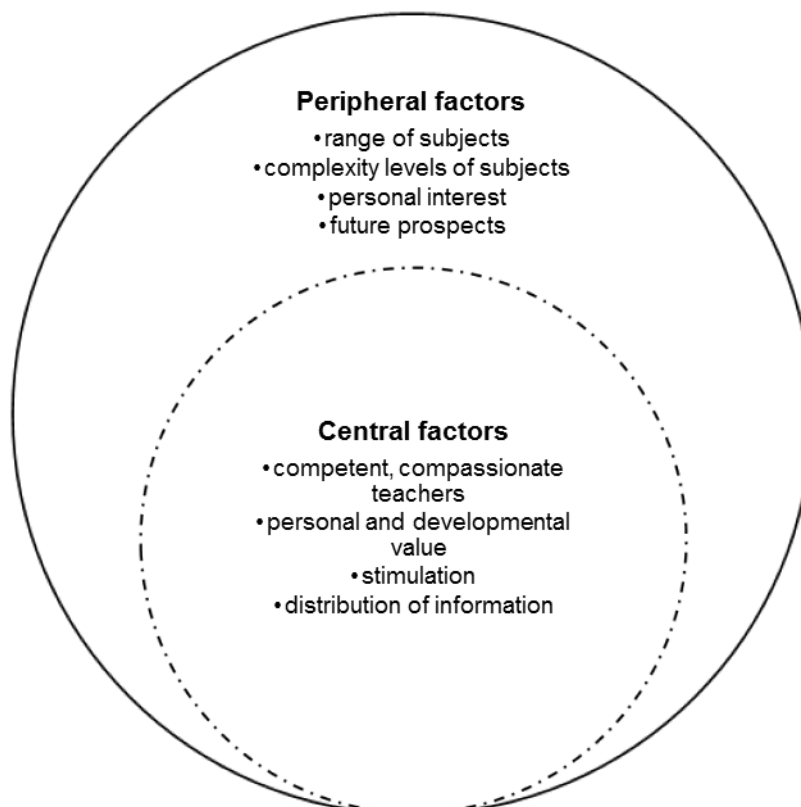 Peripheral factors
•range of subjects
•complexity levels of subjects
•personal interest
•future prospects
Central factors
•competent, compassionate
teachers
•personal and developmental
value
•stimulation
•distribution of information